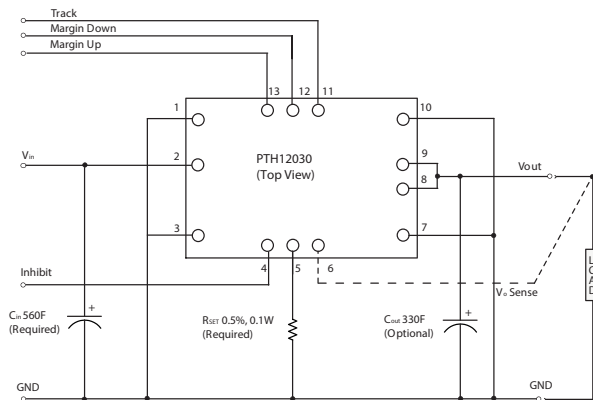 Track
Margin Down
Margin Up
13 12 11
1
10
PTH12030
(Top View)
Vin
2
9
8
Vout
3
7
4 5 6
Inhibit
Vo Sense
LOAD
Cin 560F
(Required)
RSET 0.5%, 0.1W
(Required)
Cout 330F
(Optional)
+
+
GND
GND